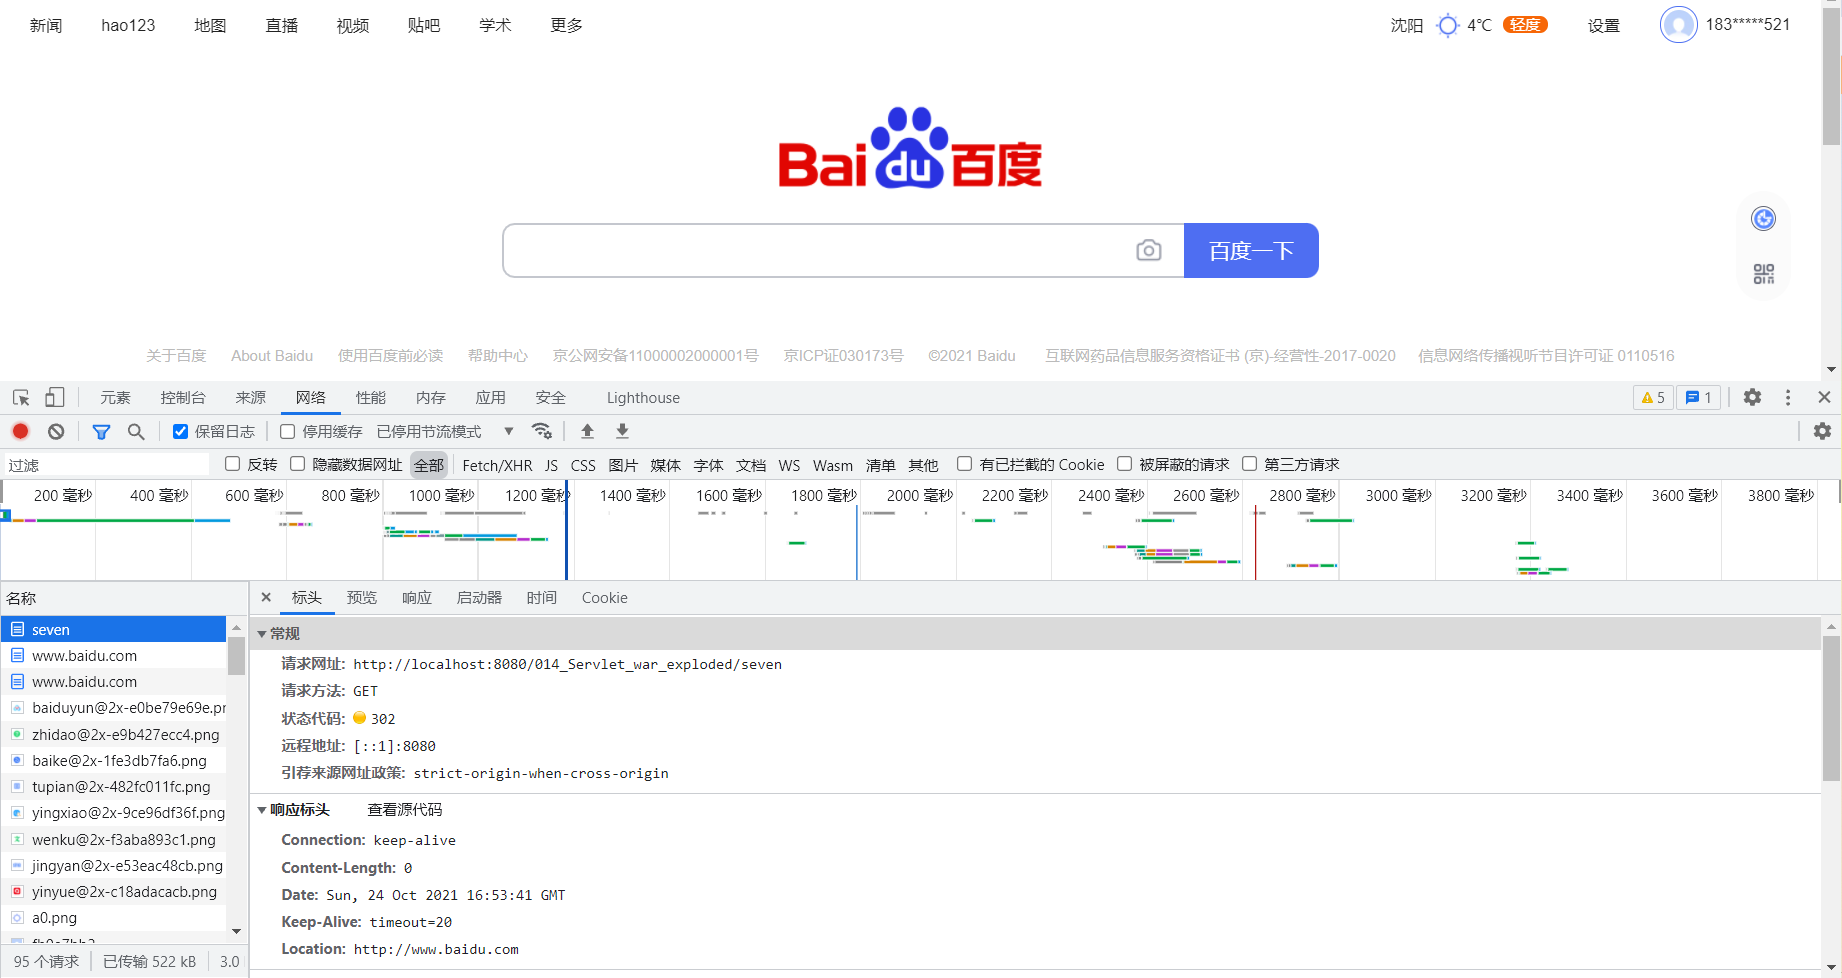 新闻 hao123 地图 直播 视频 贴吧 学术 更多 沈阳 4℃ 轻度 设置 183*****521
Bai du 百度
百度一下
关于百度 About Baidu 使用百度前必读 帮助中心 京公网安备11000002000001号 京ICP证030173号 ©2021 Baidu 互联网药品信息服务资格证书 (京)-经营性-2017-0020 信息网络传播视听节目许可证 0110516
元素 控制台 来源 网络 性能 内存 应用 安全 Lighthouse 5 1
保留日志 停用缓存 已停用节流模式
过滤 反转 隐藏数据网址 全部 Fetch/XHR JS CSS 图片 媒体 字体 文档 WS Wasm 清单 其他 有已拦截的 Cookie 被屏蔽的请求 第三方请求
200 毫秒 400 毫秒 600 毫秒 800 毫秒 1000 毫秒 1200 毫秒 1400 毫秒 1600 毫秒 1800 毫秒 2000 毫秒 2200 毫秒 2400 毫秒 2600 毫秒 2800 毫秒 3000 毫秒 3200 毫秒 3400 毫秒 3600 毫秒 3800 毫秒
名称
seven
www.baidu.com
www.baidu.com
baiduyun@2x-e0be79e69e.pr
zhidao@2x-e9b427ecc4.png
baike@2x-1fe3db7fa6.png
tupian@2x-482fc011fc.png
yingxiao@2x-9ce96df36f.png
wenku@2x-f3aba893c1.png
jingyan@2x-e53eac48cb.png
yinyue@2x-c18adacacb.png
a0.png
95 个请求 已传输 522 kB 3.0
标头 预览 响应 启动器 时间 Cookie
常规
请求网址: http://localhost:8080/014_Servlet_war_exploded/seven
请求方法: GET
状态代码: 302
远程地址: [::1]:8080
引荐来源网址政策: strict-origin-when-cross-origin
响应标头 查看源代码
Connection: keep-alive
Content-Length: 0
Date: Sun, 24 Oct 2021 16:53:41 GMT
Keep-Alive: timeout=20
Location: http://www.baidu.com